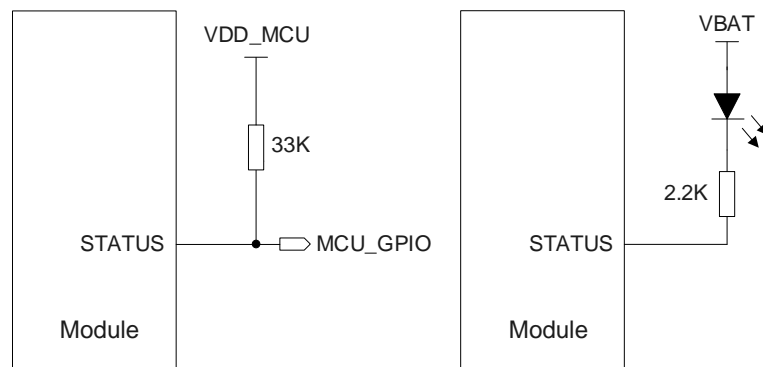 VDD_MCU
33K
STATUS
MCU_GPIO
Module
VBAT
2.2K
STATUS
Module